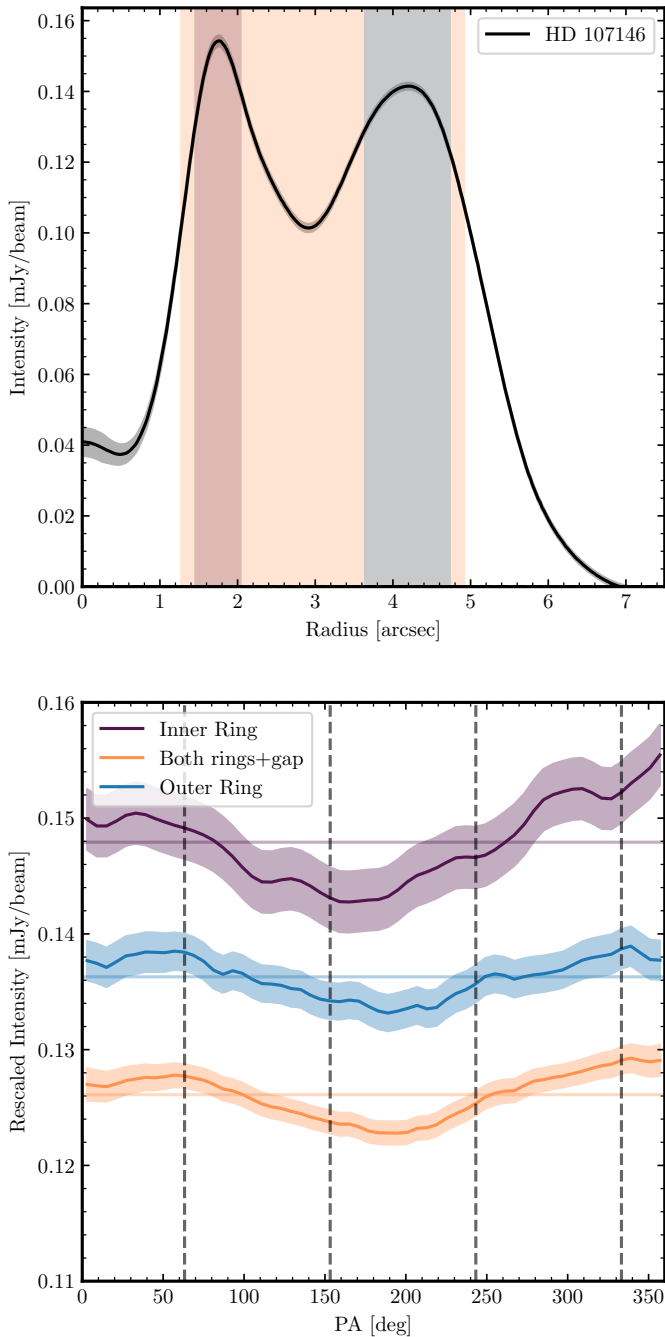 HD 107146
Intensity [mJy/beam]
0.16
0.14
0.12
0.10
0.08
0.06
0.04
0.02
0.00
0 1 2 3 4 5 6 7
Radius [arcsec]
Inner Ring
Both rings+gap
Outer Ring
Rescaled Intensity [mJy/beam]
0.16
0.15
0.14
0.13
0.12
0.11
0 50 100 150 200 250 300 350
PA [deg]